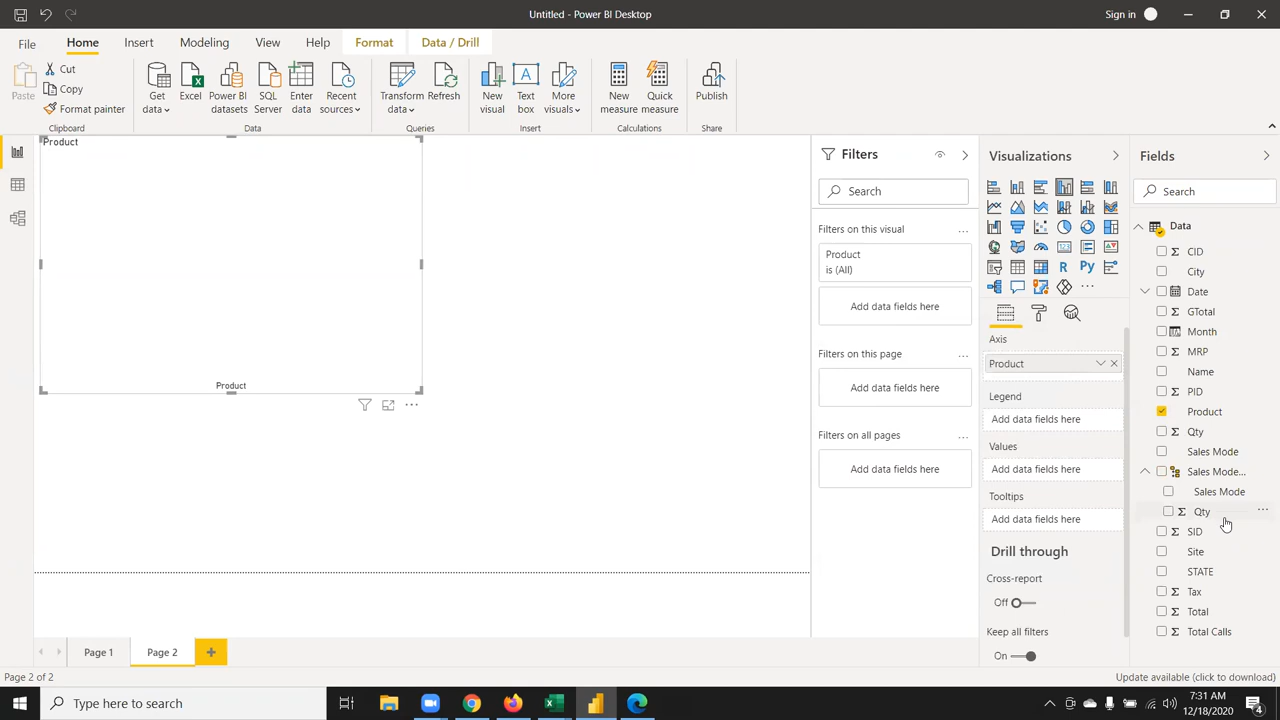 Untitled - Power BI Desktop
Sign in
File
Home
Insert
Modeling
View
Help
Format
Data / Drill
Paste
Cut
Copy
Format painter
Clipboard
Get data
Excel
Power BI datasets
SQL Server
Enter data
Recent sources
Data
Transform data
Refresh
Queries
New visual
Text box
More visuals
Insert
New measure
Quick measure
Calculations
Publish
Share
Product
Product
Filters
Search
Filters on this visual
...
Product
is (All)
Add data fields here
Filters on this page
...
Add data fields here
Filters on all pages
...
Add data fields here
Visualizations
R
Py
...
Axis
Product
Legend
Add data fields here
Values
Add data fields here
Tooltips
Add data fields here
Drill through
Cross-report
Off
Keep all filters
On
Fields
Search
Data
Σ CID
City
Date
Σ GTotal
Month
Σ MRP
Name
Σ PID
Product
Σ Qty
Sales Mode
Sales Mode...
Sales Mode
Σ Qty
...
Σ SID
Site
STATE
Σ Tax
Σ Total
Σ Total Calls
Page 1
Page 2
Page 2 of 2
Update available (click to download)
Type here to search
7:31 AM
12/18/2020
4